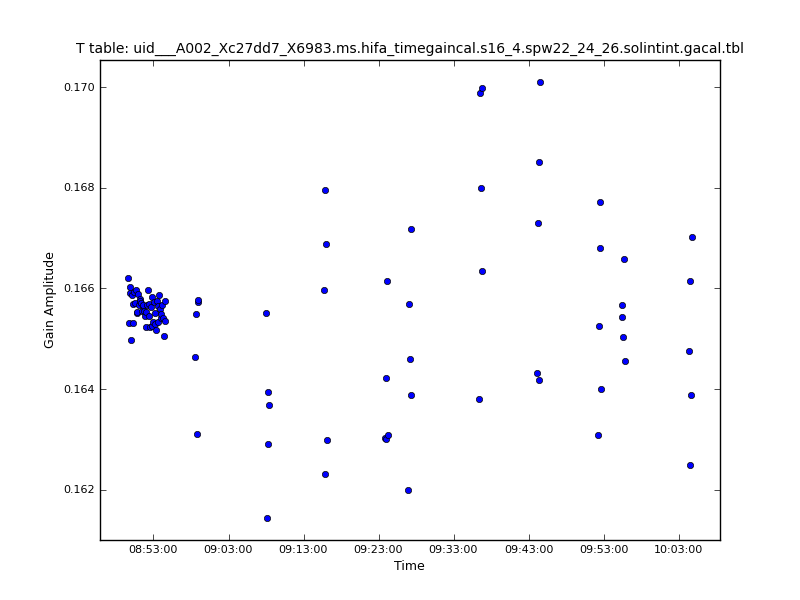 T table: uid___A002_Xc27dd7_X6983.ms.hifa_timegaincal.s16_4.spw22_24_26.solintint.gacal.tbl
0.170
0.168
0.166
0.164
0.162
Gain Amplitude
08:53:00 09:03:00 09:13:00 09:23:00 09:33:00 09:43:00 09:53:00 10:03:00
Time